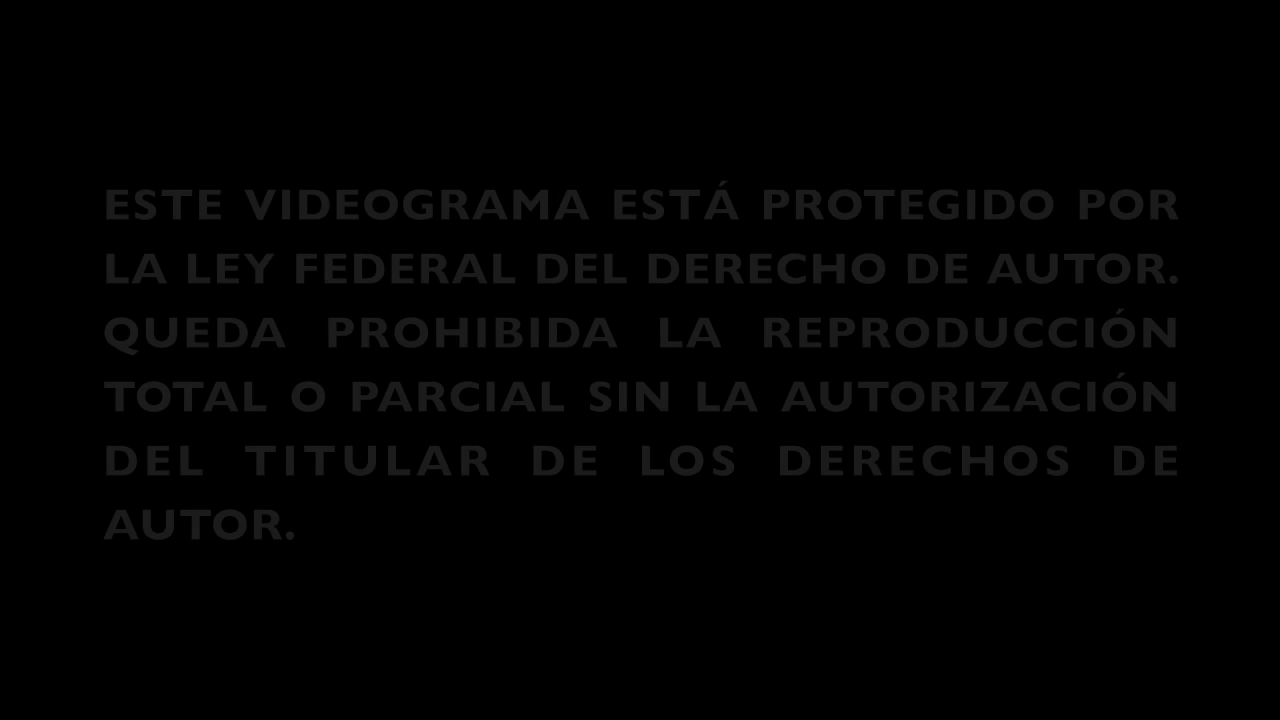 ESTE VIDEOGRAMA ESTÁ PROTEGIDO POR
LA LEY FEDERAL DEL DERECHO DE AUTOR.
QUEDA PROHIBIDA LA REPRODUCCIÓN
TOTAL O PARCIAL SIN LA AUTORIZACIÓN
DEL TITULAR DE LOS DERECHOS DE
AUTOR.